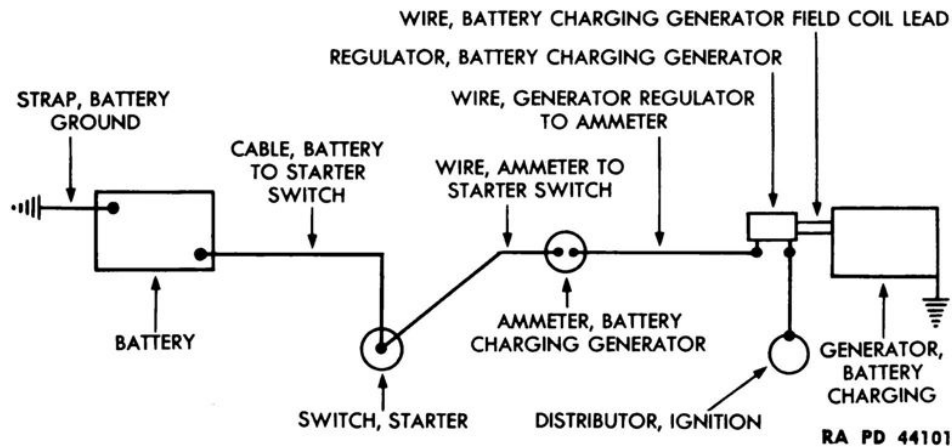 WIRE, BATTERY CHARGING GENERATOR FIELD COIL LEAD
REGULATOR, BATTERY CHARGING GENERATOR
STRAP, BATTERY
GROUND
WIRE, GENERATOR REGULATOR
TO AMMETER
CABLE, BATTERY
TO STARTER
SWITCH
WIRE, AMMETER TO
STARTER SWITCH
BATTERY
AMMETER, BATTERY
CHARGING GENERATOR
GENERATOR,
BATTERY
CHARGING
SWITCH, STARTER
DISTRIBUTOR, IGNITION
RA PD 44101